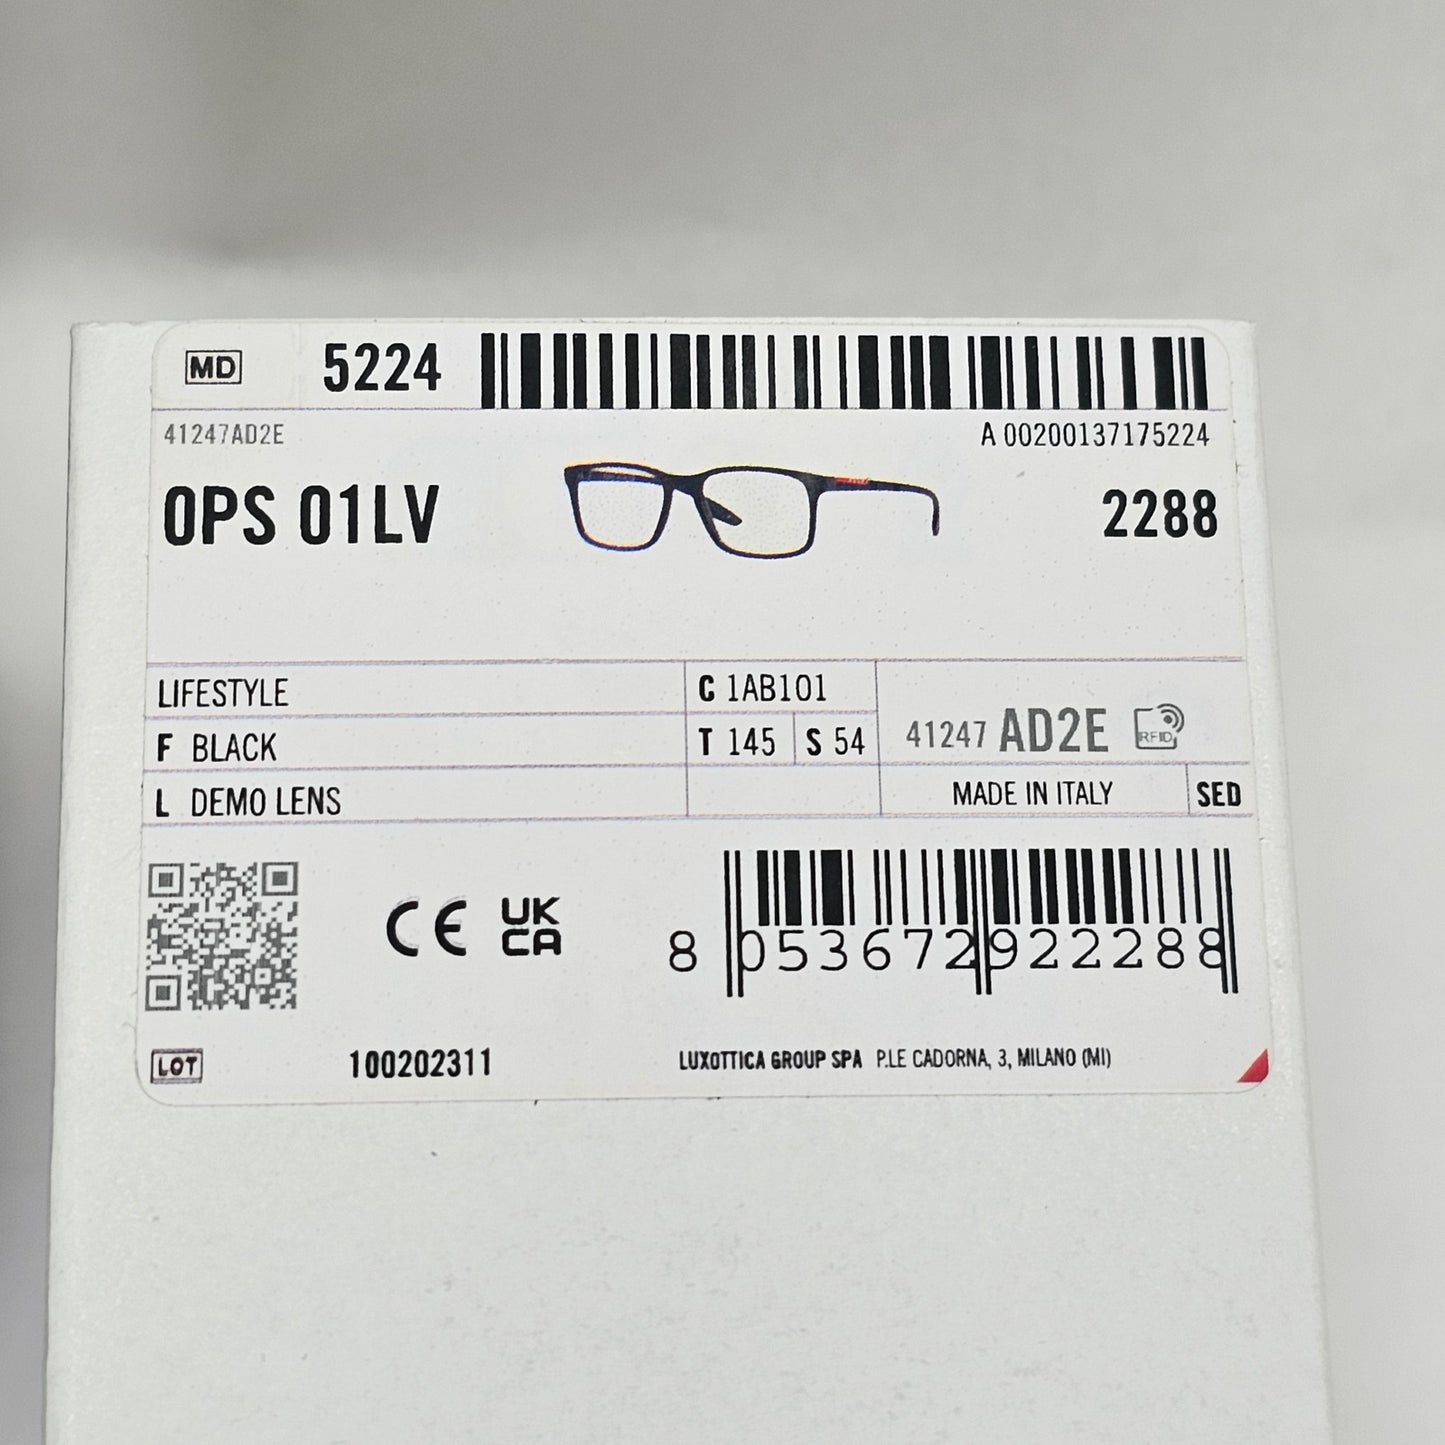 MD 5224
41247AD2E A 00200137175224
0PS 01LV 2288
LIFESTYLE C 1AB101
F BLACK T 145 S 54 41247 AD2E RFID
L DEMO LENS MADE IN ITALY SED
CE UK CA
8 053672 922288
LOT 100202311 LUXOTTICA GROUP SPA P.LE CADORNA, 3, MILANO (MI)